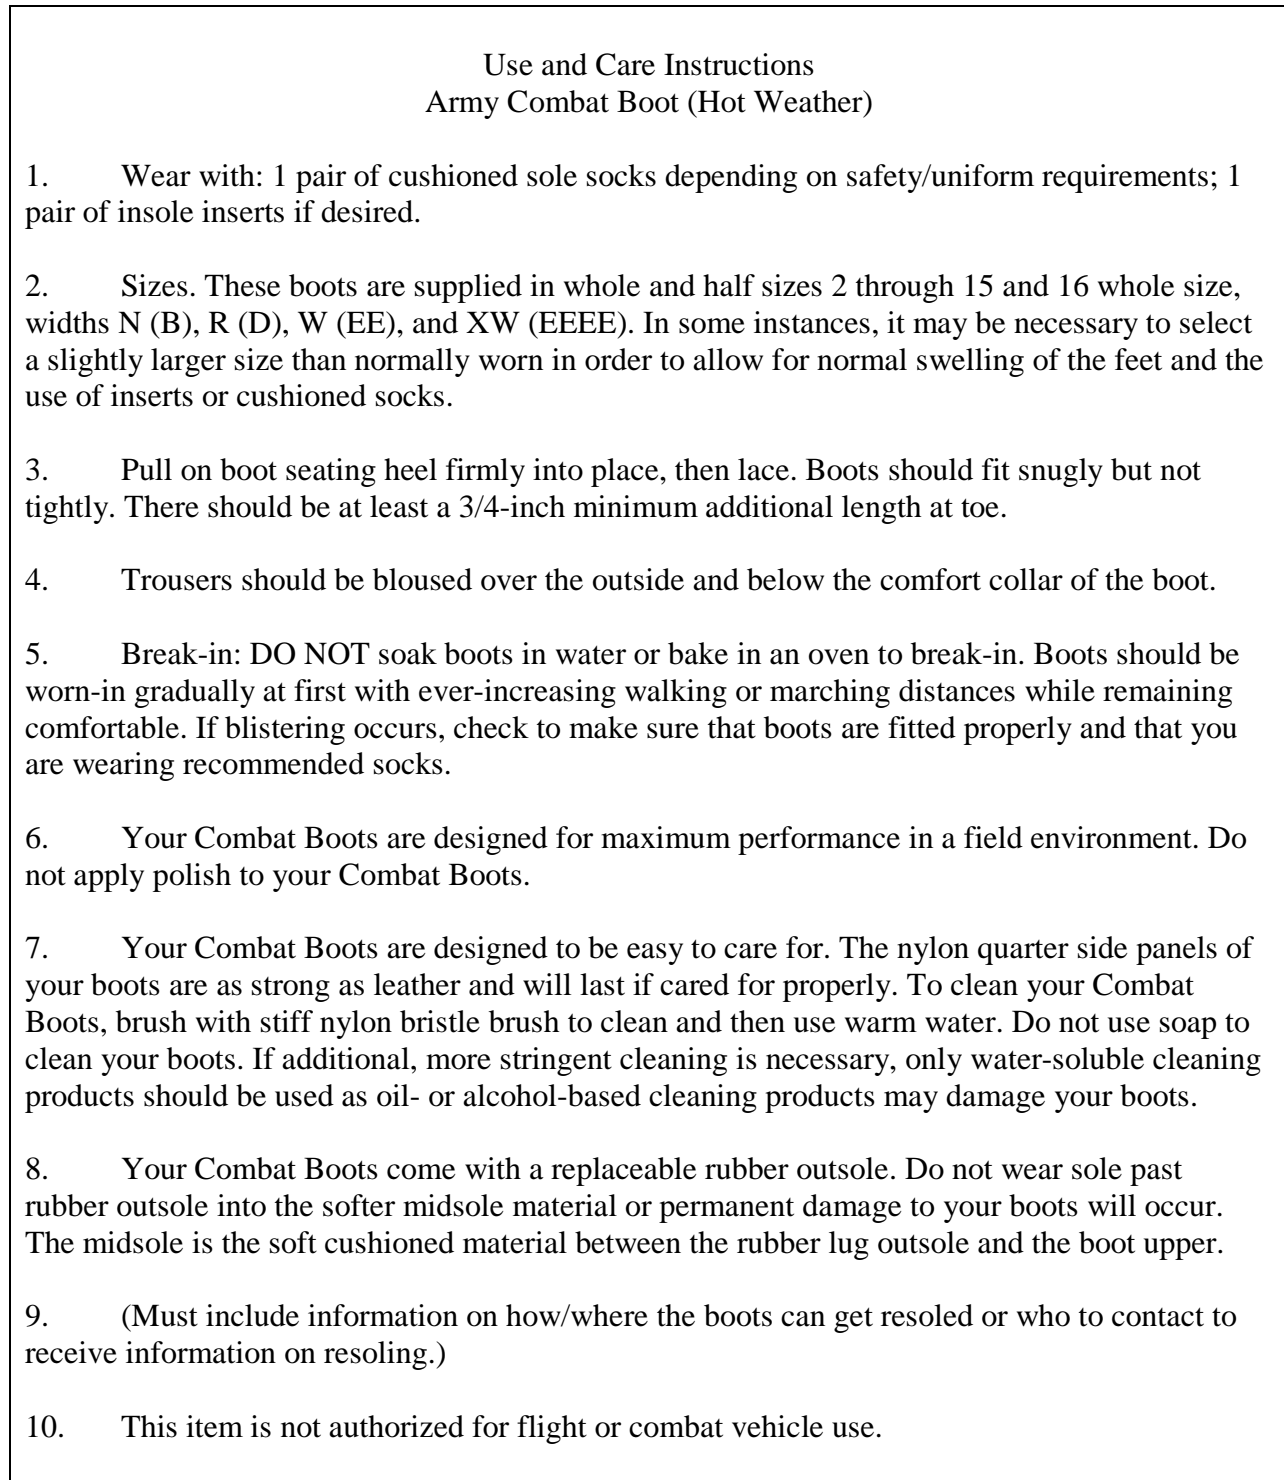 Use and Care Instructions
Army Combat Boot (Hot Weather)
1. Wear with: 1 pair of cushioned sole socks depending on safety/uniform requirements; 1
pair of insole inserts if desired.
2. Sizes. These boots are supplied in whole and half sizes 2 through 15 and 16 whole size,
widths N (B), R (D), W (EE), and XW (EEEE). In some instances, it may be necessary to select
a slightly larger size than normally worn in order to allow for normal swelling of the feet and the
use of inserts or cushioned socks.
3. Pull on boot seating heel firmly into place, then lace. Boots should fit snugly but not
tightly. There should be at least a 3/4-inch minimum additional length at toe.
4. Trousers should be bloused over the outside and below the comfort collar of the boot.
5. Break-in: DO NOT soak boots in water or bake in an oven to break-in. Boots should be
worn-in gradually at first with ever-increasing walking or marching distances while remaining
comfortable. If blistering occurs, check to make sure that boots are fitted properly and that you
are wearing recommended socks.
6. Your Combat Boots are designed for maximum performance in a field environment. Do
not apply polish to your Combat Boots.
7. Your Combat Boots are designed to be easy to care for. The nylon quarter side panels of
your boots are as strong as leather and will last if cared for properly. To clean your Combat
Boots, brush with stiff nylon bristle brush to clean and then use warm water. Do not use soap to
clean your boots. If additional, more stringent cleaning is necessary, only water-soluble cleaning
products should be used as oil- or alcohol-based cleaning products may damage your boots.
8. Your Combat Boots come with a replaceable rubber outsole. Do not wear sole past
rubber outsole into the softer midsole material or permanent damage to your boots will occur.
The midsole is the soft cushioned material between the rubber lug outsole and the boot upper.
9. (Must include information on how/where the boots can get resoled or who to contact to
receive information on resoling.)
10. This item is not authorized for flight or combat vehicle use.